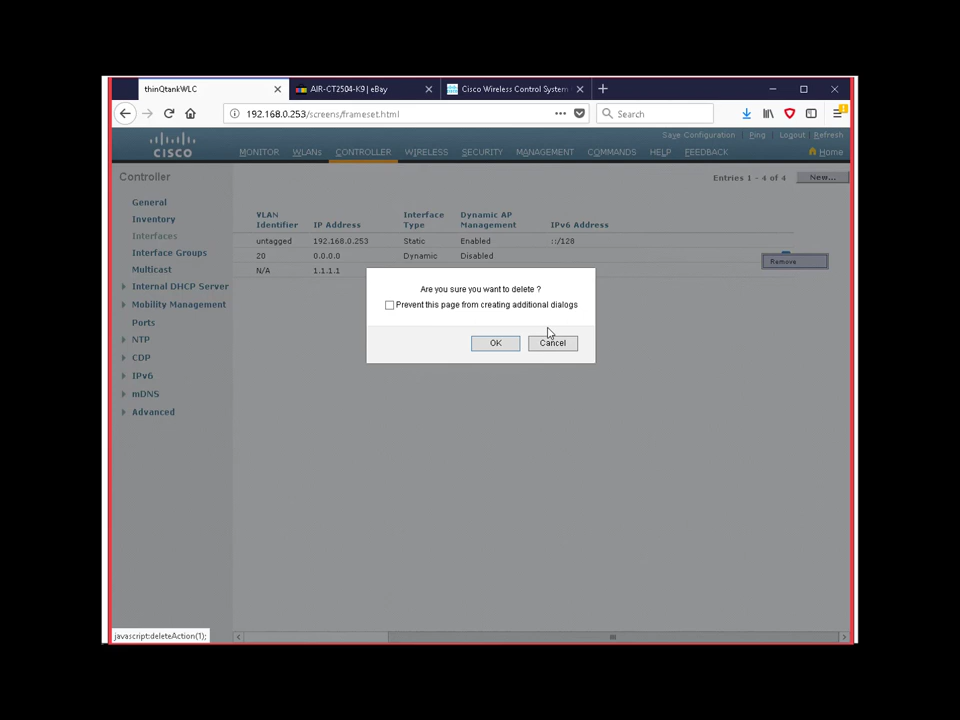 thinQtankWLC
AIR-CT2504-K9 | eBay
Cisco Wireless Control System
192.168.0.253/screens/frameset.html
Search
Save Configuration
Ping
Logout
Refresh
CISCO
MONITOR
WLANs
CONTROLLER
WIRELESS
SECURITY
MANAGEMENT
COMMANDS
HELP
FEEDBACK
Home
Controller
General
Inventory
Interfaces
Interface Groups
Multicast
Internal DHCP Server
Mobility Management
Ports
NTP
CDP
IPv6
mDNS
Advanced
Entries 1 - 4 of 4
New...
VLAN Identifier
IP Address
Interface Type
Dynamic AP Management
IPv6 Address
untagged 192.168.0.253 Static Enabled ::/128
20 0.0.0.0 Dynamic Disabled
N/A 1.1.1.1
Remove
Are you sure you want to delete ?
Prevent this page from creating additional dialogs
OK
Cancel
javascript:deleteAction(1);